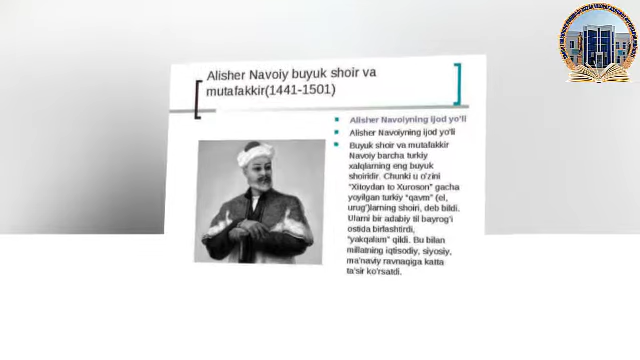 Alisher Navoiy buyuk shoir va
mutafakkir(1441-1501)
Alisher Navoiyning ijod yo'li
Alisher Navoiyning ijod yo'li
Buyuk shoir va mutafakkir
Navoiy barcha turkiy
xalqlarning eng buyuk
shoiridir. Chunki u o'zini
"Xitoydan to Xuroson" gacha
yoyilgan turkiy "qavm" (el,
urug')larning shoiri, deb bildi.
Ularni bir adabiy til bayrog'i
ostida birlashtirdi,
"yakqalam" qildi. Bu bilan
millatning iqtisodiy, siyosiy,
ma'naviy ravnaqiga katta
ta'sir ko'rsatdi.